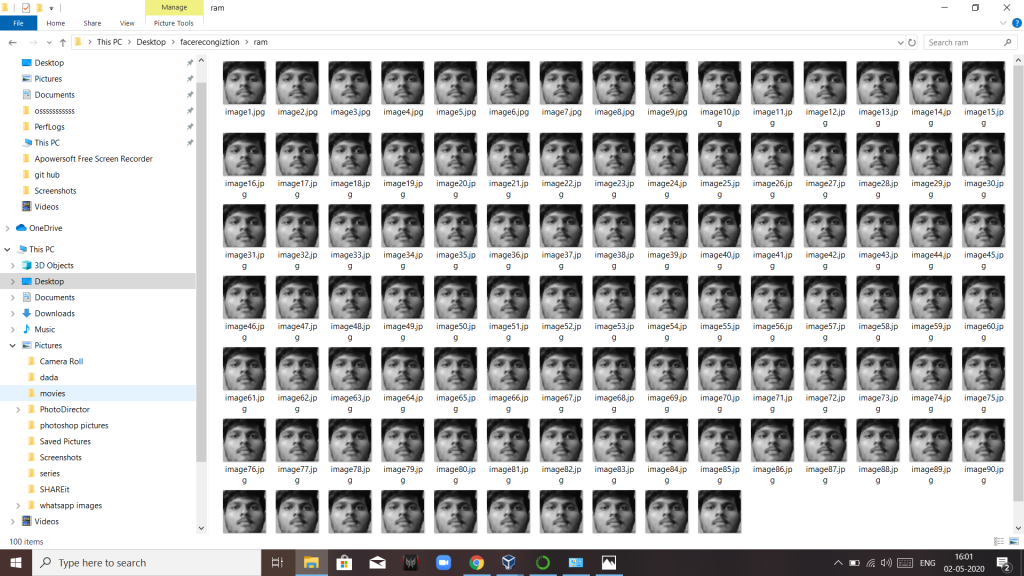 Manage
ram
File
Home
Share
View
Picture Tools
This PC
Desktop
facerecongiztion
ram
Search ram
Desktop
Pictures
Documents
PerfLogs
This PC
Apowersoft Free Screen Recorder
git hub
Screenshots
Videos
OneDrive
This PC
3D Objects
Desktop
Documents
Downloads
Music
Pictures
Camera Roll
dada
movies
PhotoDirector
photoshop pictures
Saved Pictures
Screenshots
series
SHAREit
whatsapp images
Videos
image1.jpg
image2.jpg
image3.jpg
image4.jpg
image5.jpg
image6.jpg
image7.jpg
image8.jpg
image9.jpg
image10.jpg
image11.jpg
image12.jpg
image13.jpg
image14.jpg
image15.jpg
image16.jpg
image17.jpg
image18.jpg
image19.jpg
image20.jpg
image21.jpg
image22.jpg
image23.jpg
image24.jpg
image25.jpg
image26.jpg
image27.jpg
image28.jpg
image29.jpg
image30.jpg
image31.jpg
image32.jpg
image33.jpg
image34.jpg
image35.jpg
image36.jpg
image37.jpg
image38.jpg
image39.jpg
image40.jpg
image41.jpg
image42.jpg
image43.jpg
image44.jpg
image45.jpg
image46.jpg
image47.jpg
image48.jpg
image49.jpg
image50.jpg
image51.jpg
image52.jpg
image53.jpg
image54.jpg
image55.jpg
image56.jpg
image57.jpg
image58.jpg
image59.jpg
image60.jpg
image61.jpg
image62.jpg
image63.jpg
image64.jpg
image65.jpg
image66.jpg
image67.jpg
image68.jpg
image69.jpg
image70.jpg
image71.jpg
image72.jpg
image73.jpg
image74.jpg
image75.jpg
image76.jpg
image77.jpg
image78.jpg
image79.jpg
image80.jpg
image81.jpg
image82.jpg
image83.jpg
image84.jpg
image85.jpg
image86.jpg
image87.jpg
image88.jpg
image89.jpg
image90.jpg
100 items
Type here to search
ENG
16:01
02-05-2020
2